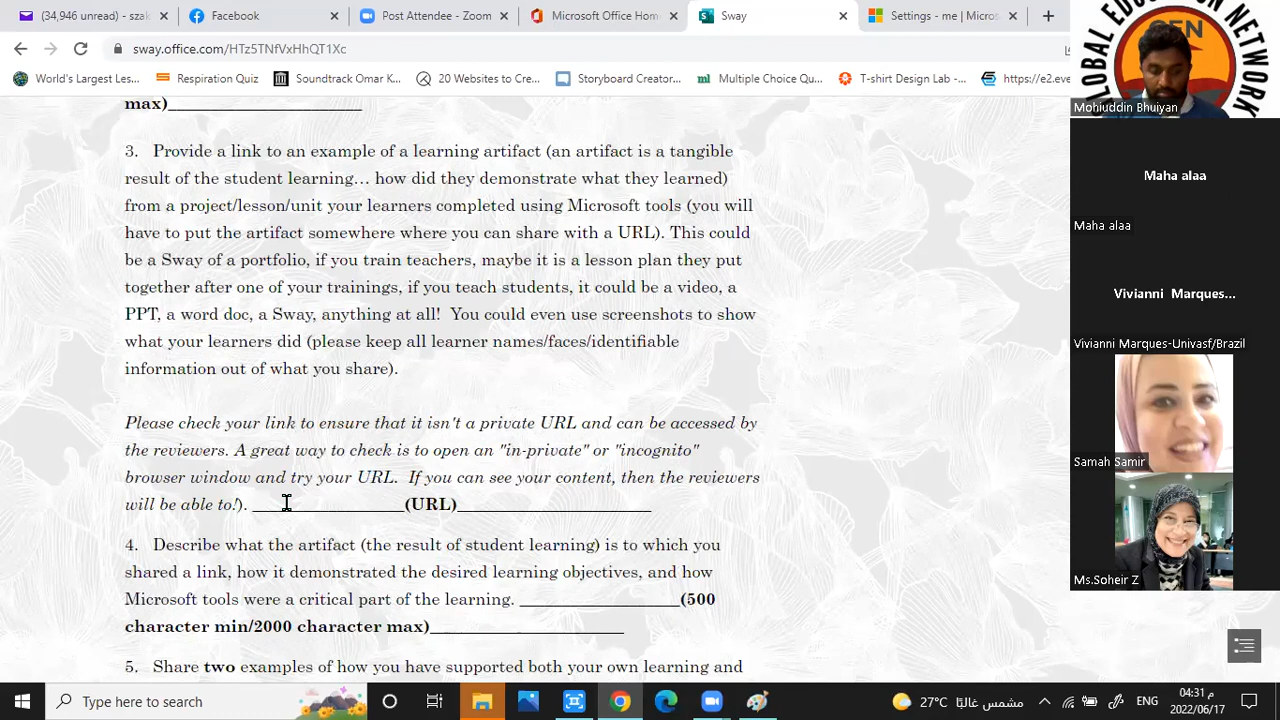 (34,946 unread) - szak
Facebook
Post Attendee - Zoom
Microsoft Office Hom
Sway
Settings - me | Micros
sway.office.com/HTz5TNfVxHhQT1Xc
World's Largest Les...
Respiration Quiz
Soundtrack Omar K...
20 Websites to Cre...
Storyboard Creator...
ml Multiple Choice Qu...
T-shirt Design Lab -...
https://e2.eve
max)______________________
3. Provide a link to an example of a learning artifact (an artifact is a tangible
result of the student learning… how did they demonstrate what they learned)
from a project/lesson/unit your learners completed using Microsoft tools (you will
have to put the artifact somewhere where you can share with a URL). This could
be a Sway of a portfolio, if you train teachers, maybe it is a lesson plan they put
together after one of your trainings, if you teach students, it could be a video, a
PPT, a word doc, a Sway, anything at all! You could even use screenshots to show
what your learners did (please keep all learner names/faces/identifiable
information out of what you share).
Please check your link to ensure that it isn't a private URL and can be accessed by
the reviewers. A great way to check is to open an "in-private" or "incognito"
browser window and try your URL. If you can see your content, then the reviewers
will be able to!). _________________(URL)______________________
4. Describe what the artifact (the result of student learning) is to which you
shared a link, how it demonstrated the desired learning objectives, and how
Microsoft tools were a critical part of the learning. __________________(500
character min/2000 character max)______________________
5. Share two examples of how you have supported both your own learning and
GLOBAL EDUCATION NETWORK
GEN
Mohiuddin Bhuiyan
Maha alaa
Maha alaa
Vivianni Marques...
Vivianni Marques-Univasf/Brazil
Samah Samir
Ms.Soheir Z
Type here to search
27°C مشمس غالبًا
ENG
04:31 م
2022/06/17